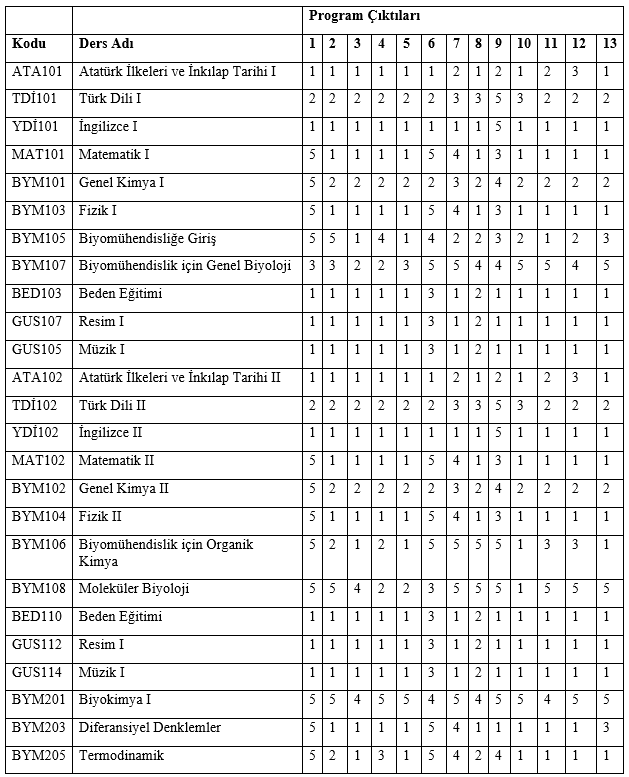 Program Çıktıları
Kodu Ders Adı 1 2 3 4 5 6 7 8 9 10 11 12 13
ATA101 Atatürk İlkeleri ve İnkılap Tarihi I 1 1 1 1 1 1 2 1 2 1 2 3 1
TDİ101 Türk Dili I 2 2 2 2 2 2 3 3 5 3 2 2 2
YDİ101 İngilizce I 1 1 1 1 1 1 1 1 5 1 1 1 1
MAT101 Matematik I 5 1 1 1 1 5 4 1 3 1 1 1 1
BYM101 Genel Kimya I 5 2 2 2 2 2 3 2 4 2 2 2 2
BYM103 Fizik I 5 1 1 1 1 5 4 1 3 1 1 1 1
BYM105 Biyomühendisliğe Giriş 5 5 1 4 1 4 2 2 3 2 1 2 3
BYM107 Biyomühendislik için Genel Biyoloji 3 3 2 2 3 5 5 4 4 5 5 4 5
BED103 Beden Eğitimi 1 1 1 1 1 3 1 2 1 1 1 1 1
GUS107 Resim I 1 1 1 1 1 3 1 2 1 1 1 1 1
GUS105 Müzik I 1 1 1 1 1 3 1 2 1 1 1 1 1
ATA102 Atatürk İlkeleri ve İnkılap Tarihi II 1 1 1 1 1 1 2 1 2 1 2 3 1
TDİ102 Türk Dili II 2 2 2 2 2 2 3 3 5 3 2 2 2
YDİ102 İngilizce II 1 1 1 1 1 1 1 1 5 1 1 1 1
MAT102 Matematik II 5 1 1 1 1 5 4 1 3 1 1 1 1
BYM102 Genel Kimya II 5 2 2 2 2 2 3 2 4 2 2 2 2
BYM104 Fizik II 5 1 1 1 1 5 4 1 3 1 1 1 1
BYM106 Biyomühendislik için Organik 5 2 1 2 1 5 5 5 5 1 3 3 1
Kimya
BYM108 Moleküler Biyoloji 5 5 4 2 2 3 5 5 5 1 5 5 5
BED110 Beden Eğitimi 1 1 1 1 1 3 1 2 1 1 1 1 1
GUS112 Resim I 1 1 1 1 1 3 1 2 1 1 1 1 1
GUS114 Müzik I 1 1 1 1 1 3 1 2 1 1 1 1 1
BYM201 Biyokimya I 5 5 4 5 5 4 5 4 5 5 4 5 5
BYM203 Diferansiyel Denklemler 5 1 1 1 1 5 4 1 1 1 1 1 3
BYM205 Termodinamik 5 2 1 3 1 5 4 2 4 1 1 1 1